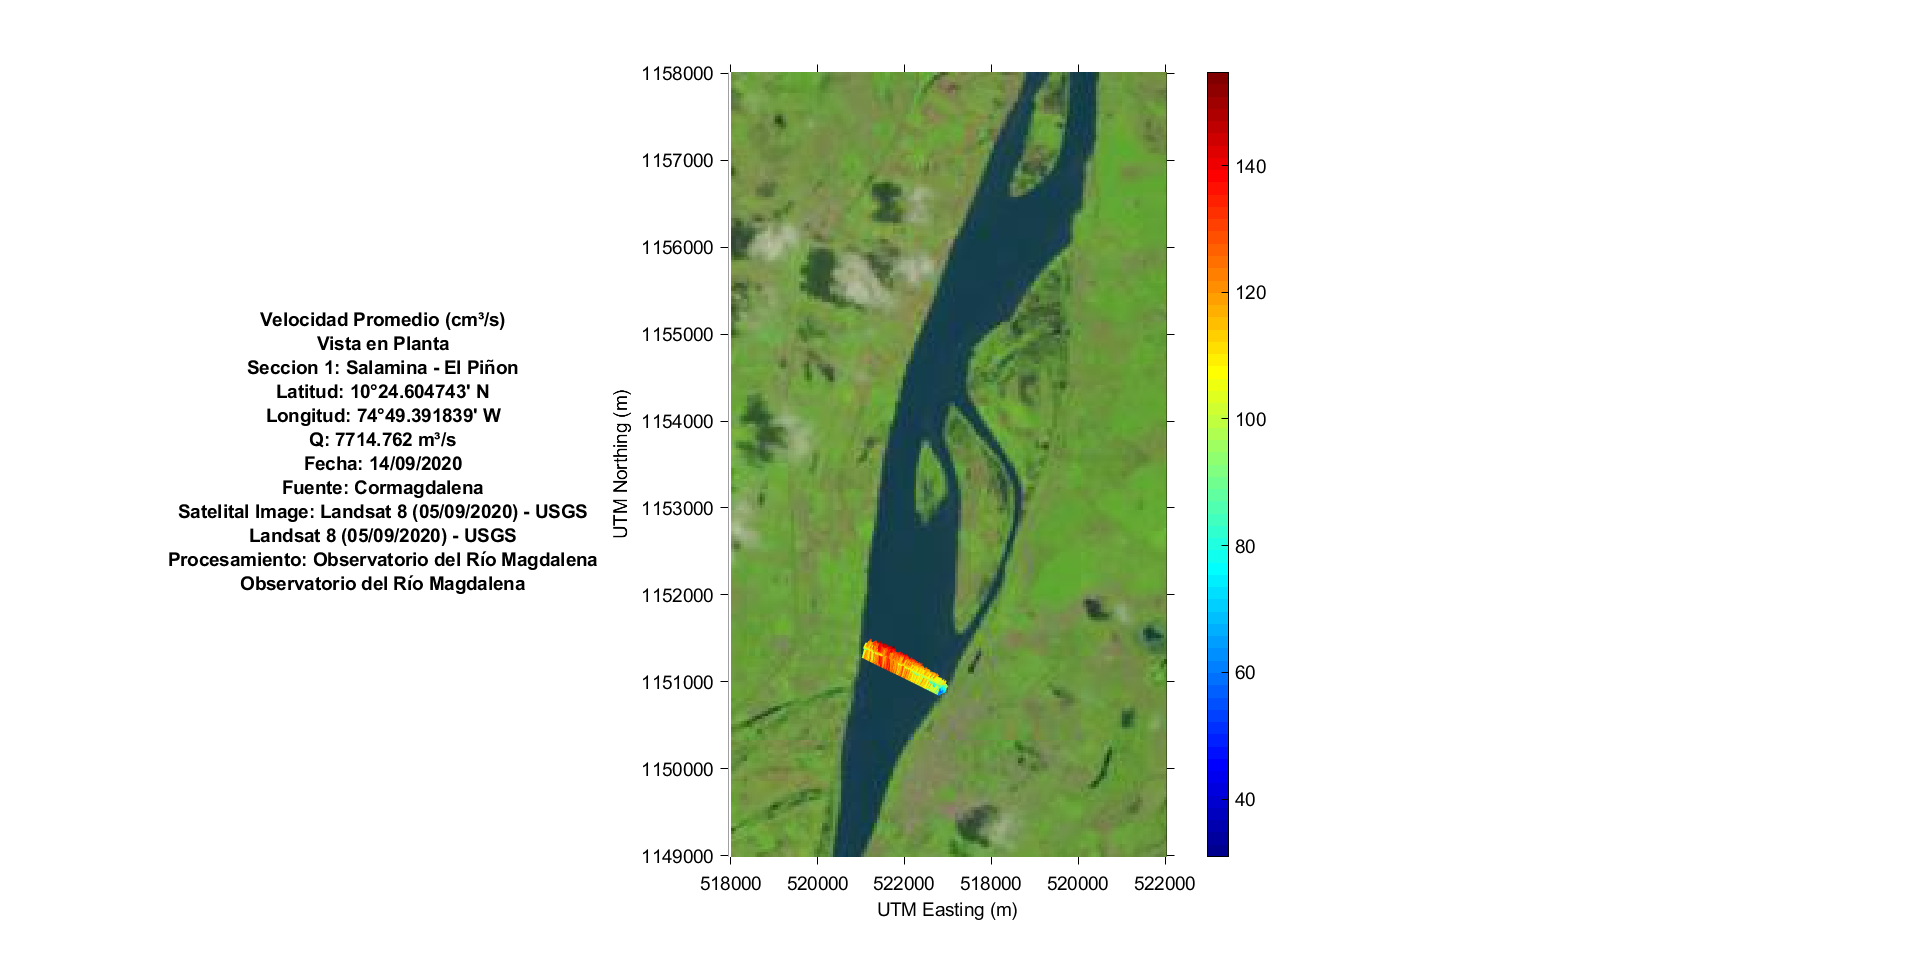 Velocidad Promedio (cm³/s)
Vista en Planta
Seccion 1: Salamina - El Piñon
Latitud: 10°24.604743' N
Longitud: 74°49.391839' W
Q: 7714.762 m³/s
Fecha: 14/09/2020
Fuente: Cormagdalena
Satelital Image: Landsat 8 (05/09/2020) - USGS
Landsat 8 (05/09/2020) - USGS
Procesamiento: Observatorio del Río Magdalena
Observatorio del Río Magdalena
UTM Northing (m)
1158000
1157000
1156000
1155000
1154000
1153000
1152000
1151000
1150000
1149000
518000 520000 522000 518000 520000 522000
UTM Easting (m)
140
120
100
80
60
40